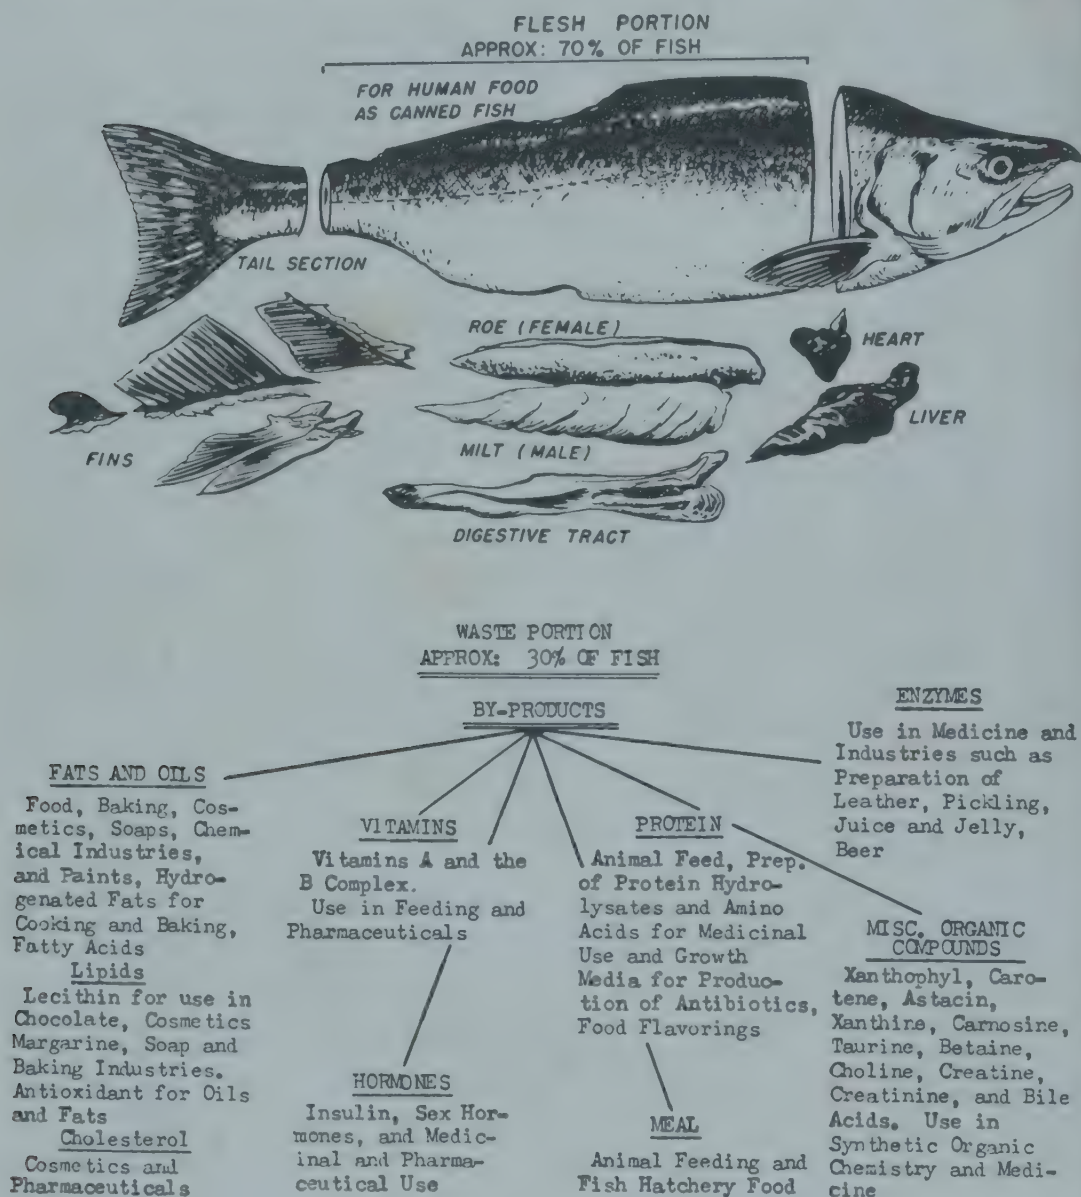 FLESH PORTION
APPROX: 70% OF FISH
FOR HUMAN FOOD
AS CANNED FISH
TAIL SECTION
ROE (FEMALE)
HEART
LIVER
FINS
MILT (MALE)
DIGESTIVE TRACT
WASTE PORTION
APPROX: 30% OF FISH
BY-PRODUCTS
FATS AND OILS
Food, Baking, Cos-
metics, Soaps, Chem-
ical Industries,
and Paints, Hydro-
genated Fats for
Cooking and Baking,
Fatty Acids
Lipids
Lecithin for use in
Chocolate, Cosmetics
Margarine, Soap and
Baking Industries.
Antioxidant for Oils
and Fats
Cholesterol
Cosmetics and
Pharmaceuticals
VITAMINS
Vitamins A and the
B Complex.
Use in Feeding and
Pharmaceuticals
HORMONES
Insulin, Sex Hor-
mones, and Medic-
inal and Pharma-
ceutical Use
PROTEIN
Animal Feed, Prep.
of Protein Hydro-
lysates and Amino
Acids for Medicinal
Use and Growth
Media for Produc-
tion of Antibiotics,
Food Flavorings
MEAL
Animal Feeding and
Fish Hatchery Food
ENZYMES
Use in Medicine and
Industries such as
Preparation of
Leather, Pickling,
Juice and Jelly,
Beer
MISC. ORGANIC
COMPOUNDS
Xanthophyl, Caro-
tene, Astacin,
Xanthine, Carnosine,
Taurine, Betaine,
Choline, Creatine,
Creatinine, and Bile
Acids. Use in
Synthetic Organic
Chemistry and Medi-
cine